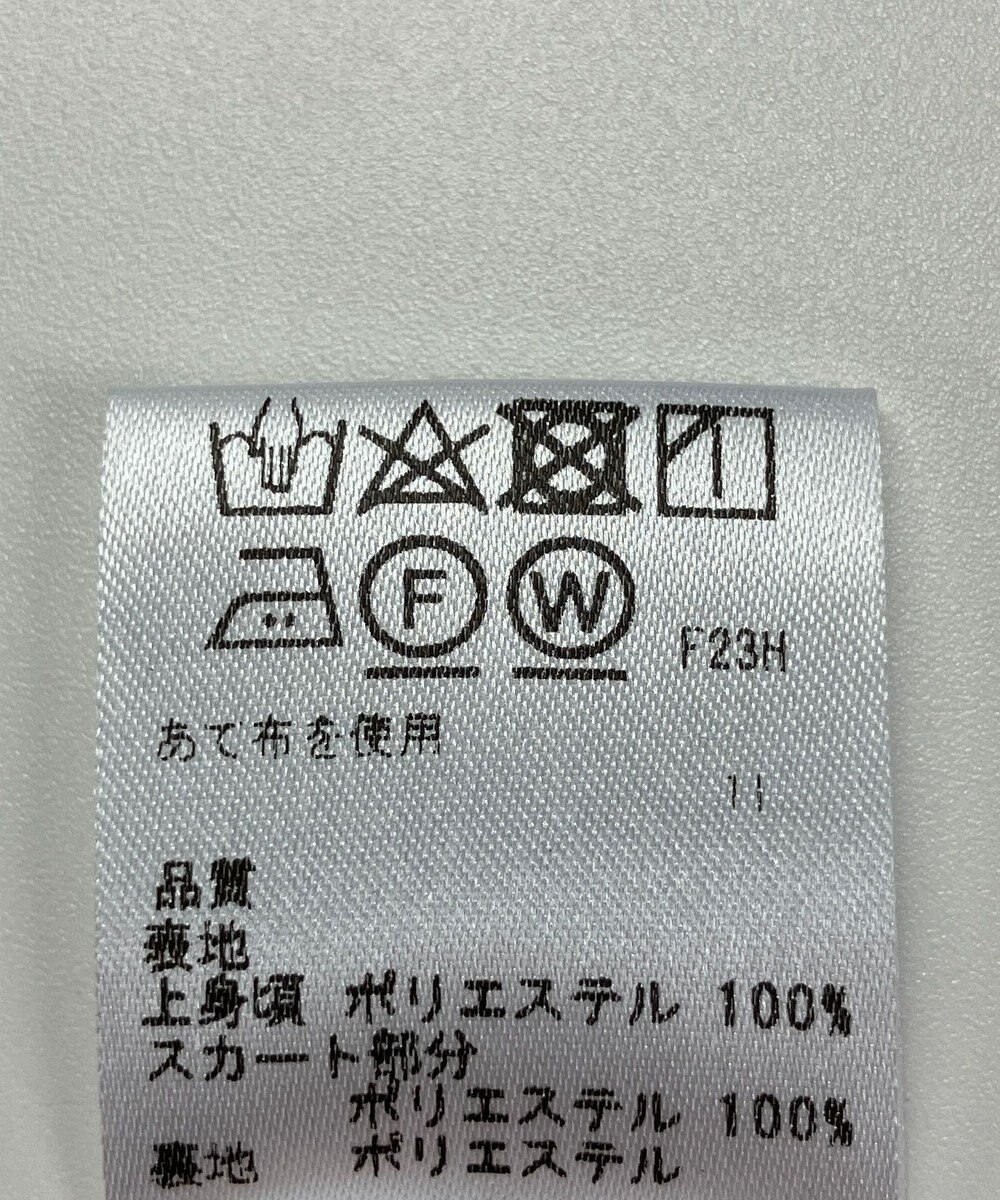 F
W
F23H
あて布を使用
11
品質
表地
上身頃 ポリエステル 100%
スカート部分
ポリエステル 100%
裏地 ポリエステル